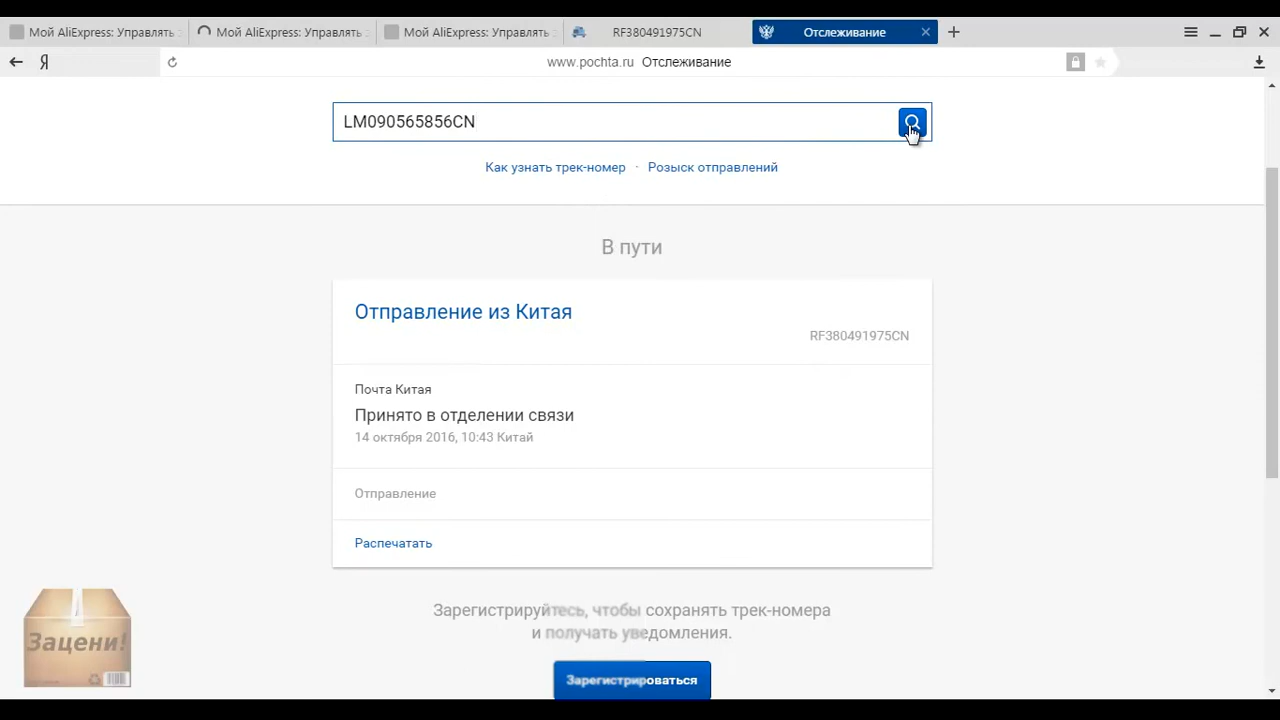 Мой AliExpress: Управлять
Мой AliExpress: Управлять
Мой AliExpress: Управлять
RF380491975CN
Отслеживание
Я
www.pochta.ru Отслеживание
LM090565856CN
Как узнать трек-номер · Розыск отправлений
В пути
Отправление из Китая
RF380491975CN
Почта Китая
Принято в отделении связи
14 октября 2016, 10:43 Китай
Отправление
Распечатать
Зарегистрируйтесь, чтобы сохранять трек-номера
и получать уведомления.
Зарегистрироваться
Зацени!